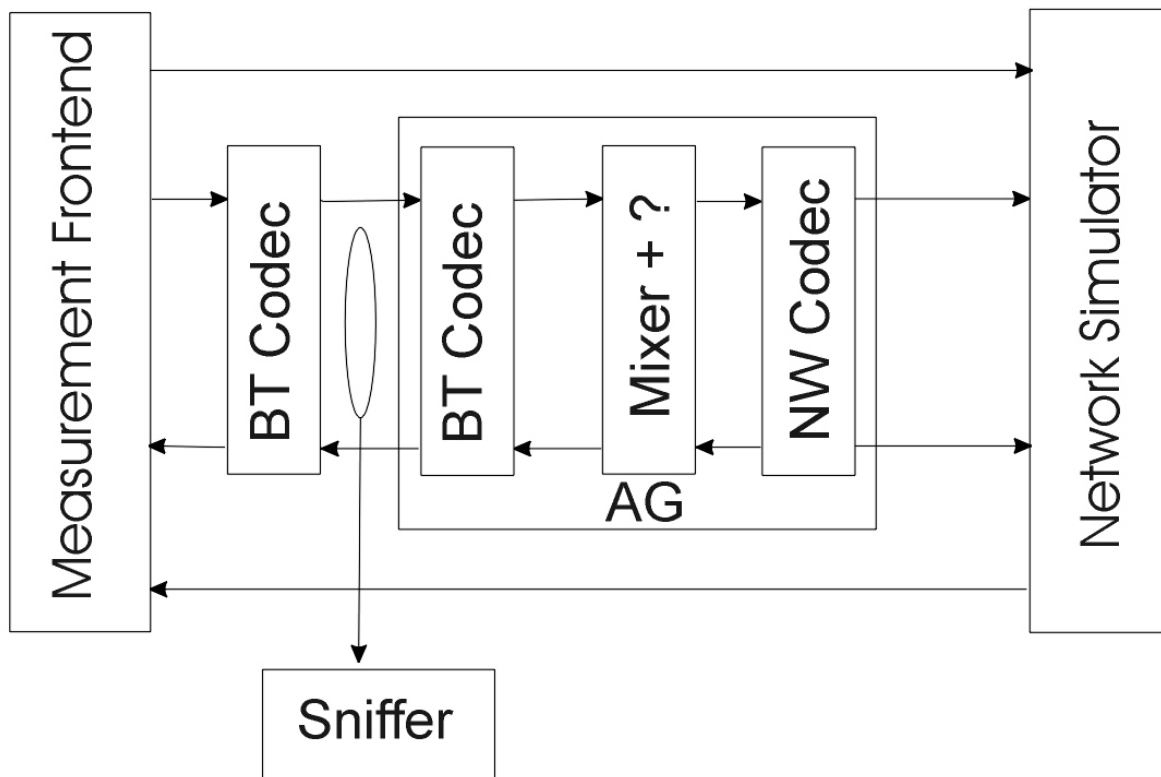 Measurement Frontend
BT Codec
BT Codec
Mixer + ?
NW Codec
AG
Network Simulator
Sniffer